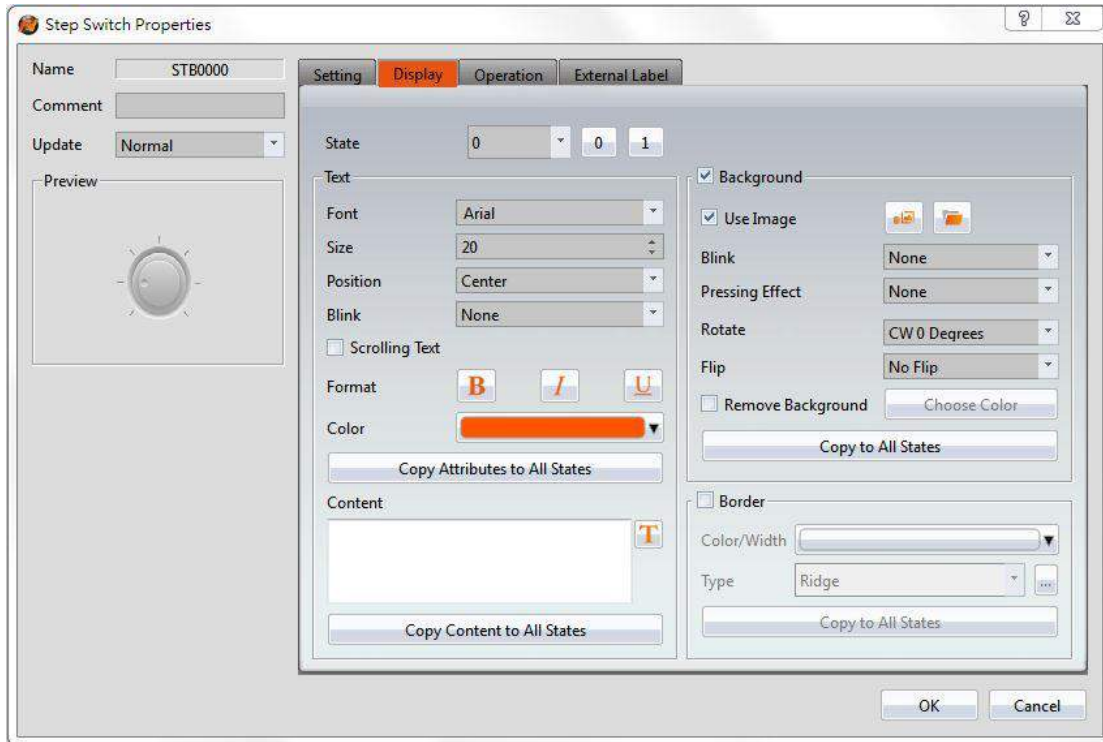 Step Switch Properties
Name STB0000
Comment
Update Normal
Preview
Setting Display Operation External Label
State 0 0 1
Text
Font Arial
Size 20
Position Center
Blink None
Scrolling Text
Format B I U
Color
Copy Attributes to All States
Content
T
Copy Content to All States
Background
Use Image
Blink None
Pressing Effect None
Rotate CW 0 Degrees
Flip No Flip
Remove Background Choose Color
Copy to All States
Border
Color/Width
Type Ridge ...
Copy to All States
OK Cancel